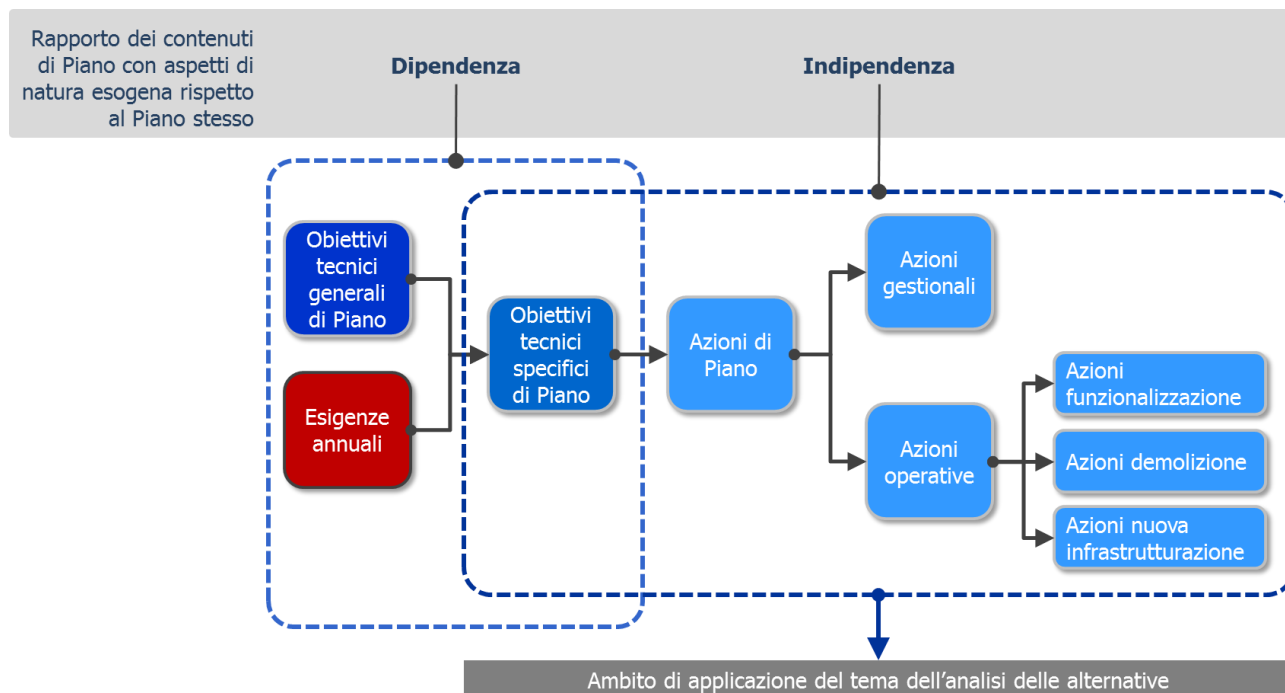 Rapporto dei contenuti
di Piano con aspetti di
natura esogena rispetto
al Piano stesso
Dipendenza
Indipendenza
Obiettivi
tecnici
generali
di Piano
Esigenze
annuali
Obiettivi
tecnici
specifici
di Piano
Azioni di
Piano
Azioni
gestionali
Azioni
operative
Azioni
funzionalizzazione
Azioni demolizione
Azioni nuova
infrastrutturazione
Ambito di applicazione del tema dell'analisi delle alternative